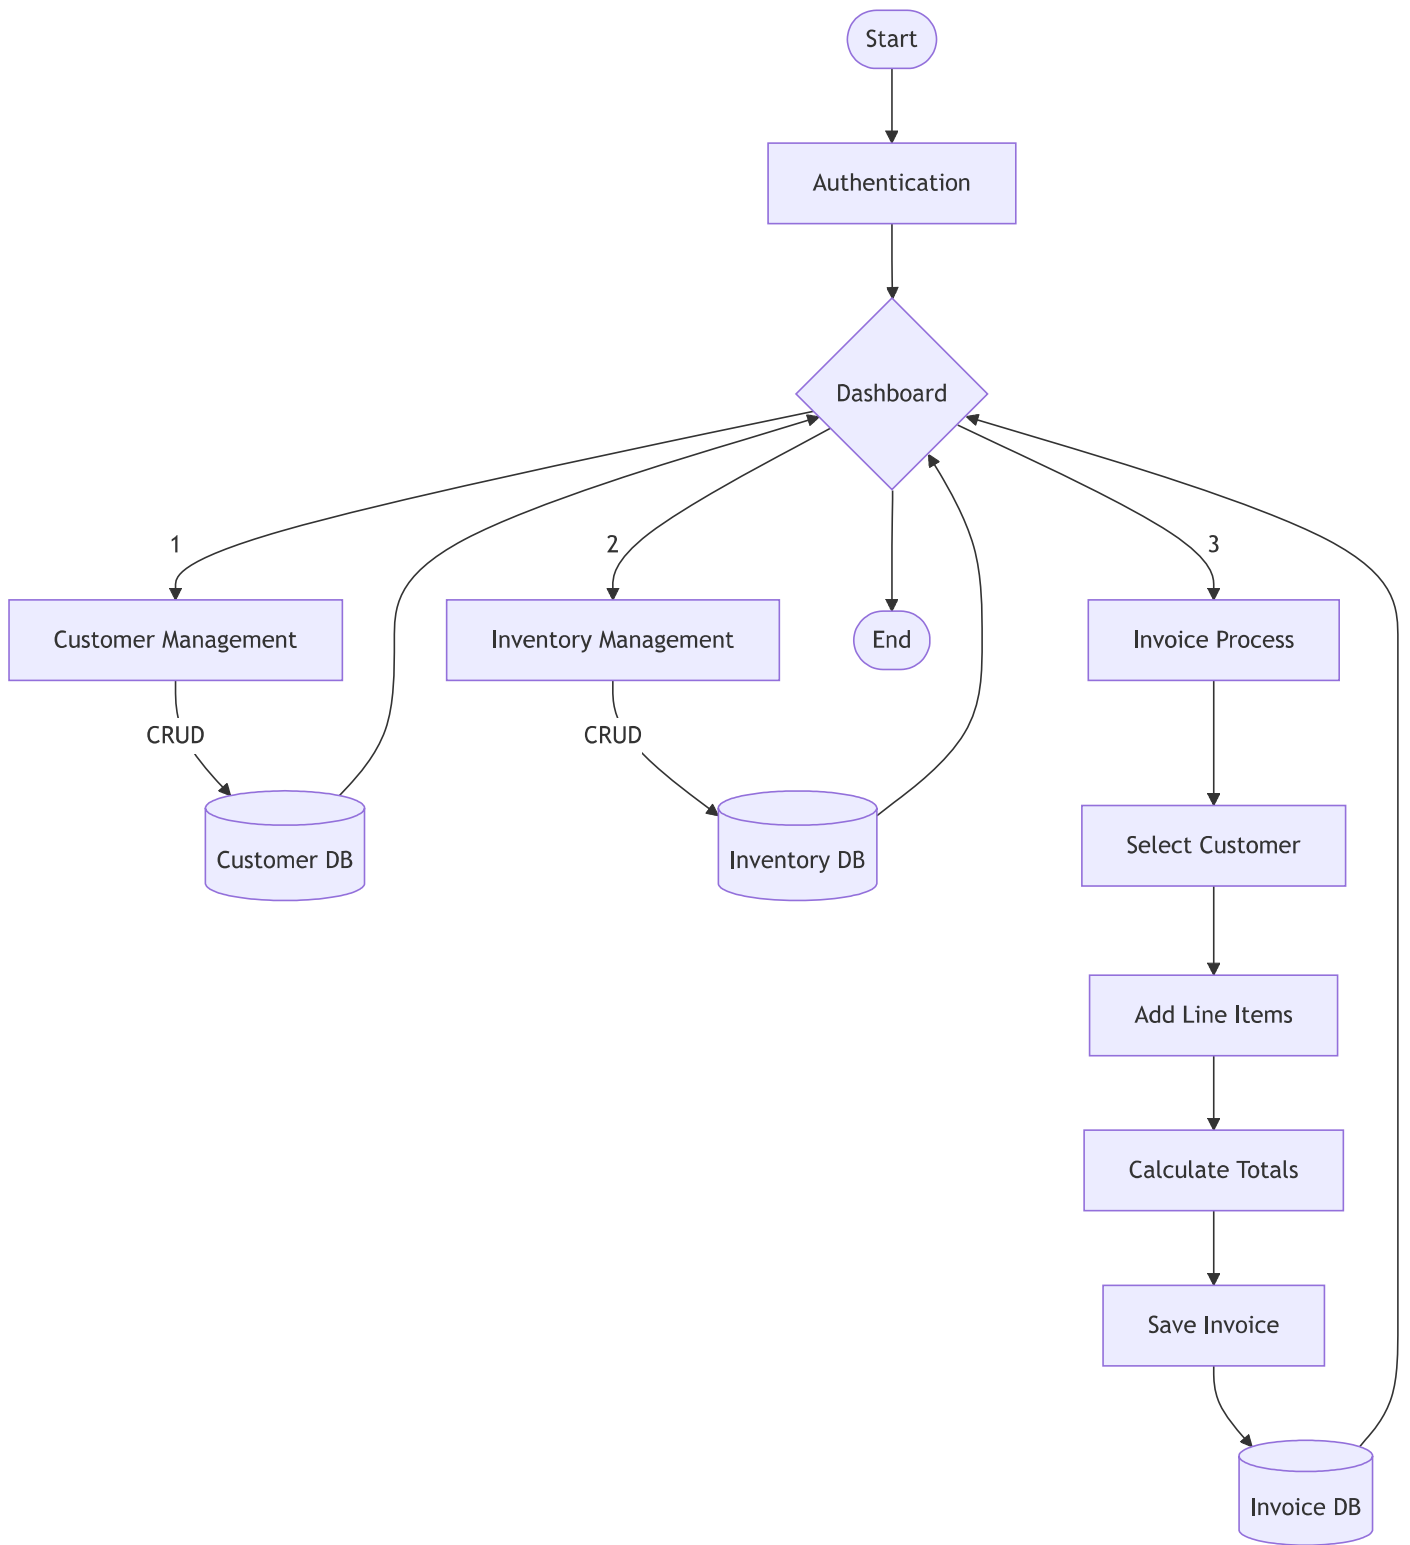 Start
Authentication
Dashboard
1
2
3
Customer Management
Inventory Management
End
Invoice Process
CRUD
CRUD
Customer DB
Inventory DB
Select Customer
Add Line Items
Calculate Totals
Save Invoice
Invoice DB